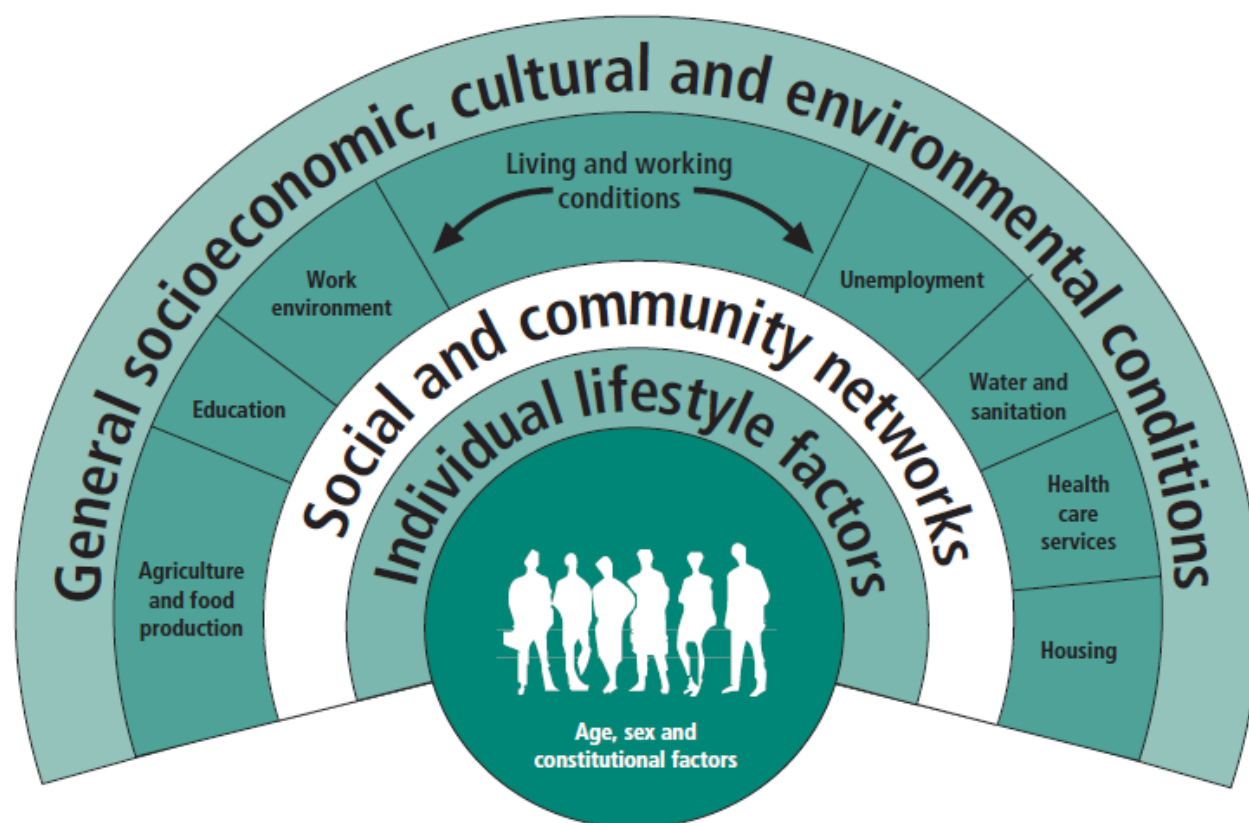 General socioeconomic, cultural and environmental conditions
Living and working
conditions
Work
environment
Unemployment
Education
Water and
sanitation
Agriculture
and food
production
Health
care
services
Housing
Social and community networks
Individual lifestyle factors
Age, sex and
constitutional factors